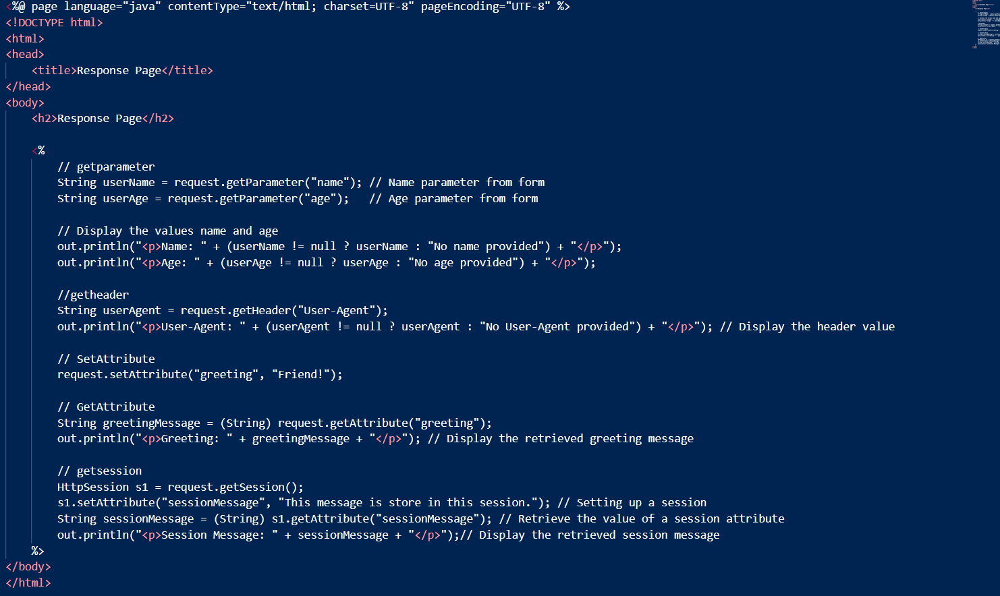 <%@ page language="java" contentType="text/html; charset=UTF-8" pageEncoding="UTF-8" %>
<!DOCTYPE html>
<html>
<head>
    <title>Response Page</title>
</head>
<body>
    <h2>Response Page</h2>

    <%
        // getparameter
        String userName = request.getParameter("name"); // Name parameter from form
        String userAge = request.getParameter("age");   // Age parameter from form

        // Display the values name and age
        out.println("<p>Name: " + (userName != null ? userName : "No name provided") + "</p>");
        out.println("<p>Age: " + (userAge != null ? userAge : "No age provided") + "</p>");

        //getheader
        String userAgent = request.getHeader("User-Agent");
        out.println("<p>User-Agent: " + (userAgent != null ? userAgent : "No User-Agent provided") + "</p>"); // Display the header value

        // SetAttribute
        request.setAttribute("greeting", "Friend!");

        // GetAttribute
        String greetingMessage = (String) request.getAttribute("greeting");
        out.println("<p>Greeting: " + greetingMessage + "</p>"); // Display the retrieved greeting message

        // getsession
        HttpSession s1 = request.getSession();
        s1.setAttribute("sessionMessage", "This message is store in this session."); // Setting up a session
        String sessionMessage = (String) s1.getAttribute("sessionMessage"); // Retrieve the value of a session attribute
        out.println("<p>Session Message: " + sessionMessage + "</p>");// Display the retrieved session message
    %>
</body>
</html>